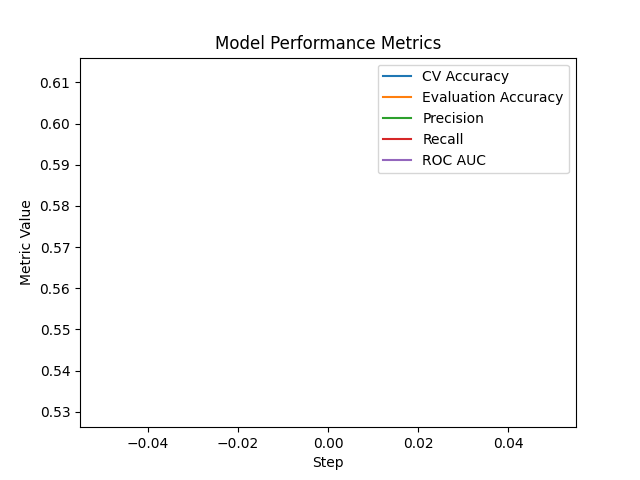 Model Performance Metrics
CV Accuracy
Evaluation Accuracy
Precision
Recall
ROC AUC
Metric Value
0.61
0.60
0.59
0.58
0.57
0.56
0.55
0.54
0.53
−0.04
−0.02
0.00
0.02
0.04
Step